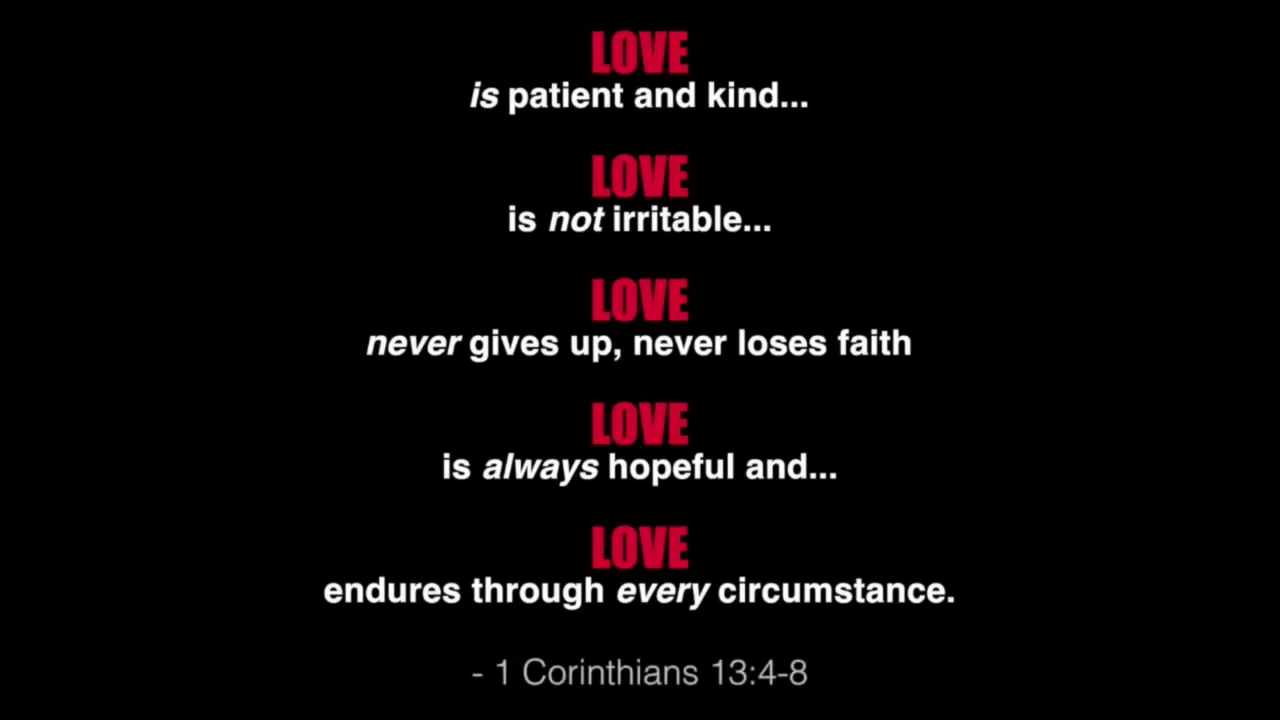 LOVE
is patient and kind...
LOVE
is not irritable...
LOVE
never gives up, never loses faith
LOVE
is always hopeful and...
LOVE
endures through every circumstance.
- 1 Corinthians 13:4-8